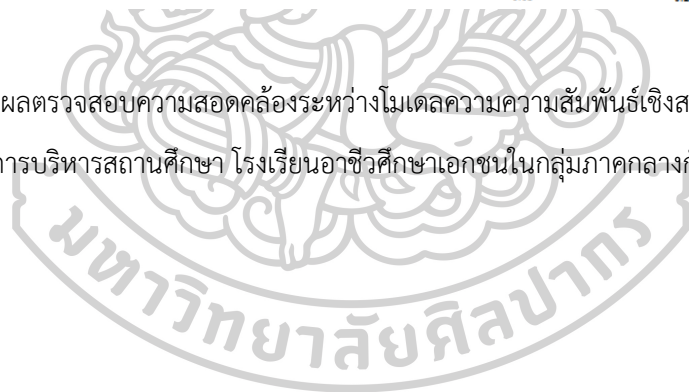 ผลตรวจสอบความสอดคล้องระหว่างโมเดลความความสัมพันธ์เชิงส
การบริหารสถานศึกษา โรงเรียนอาชีวศึกษาเอกชนในกลุ่มภาคกลางก
มหาวิทยาลัยศิลปากร